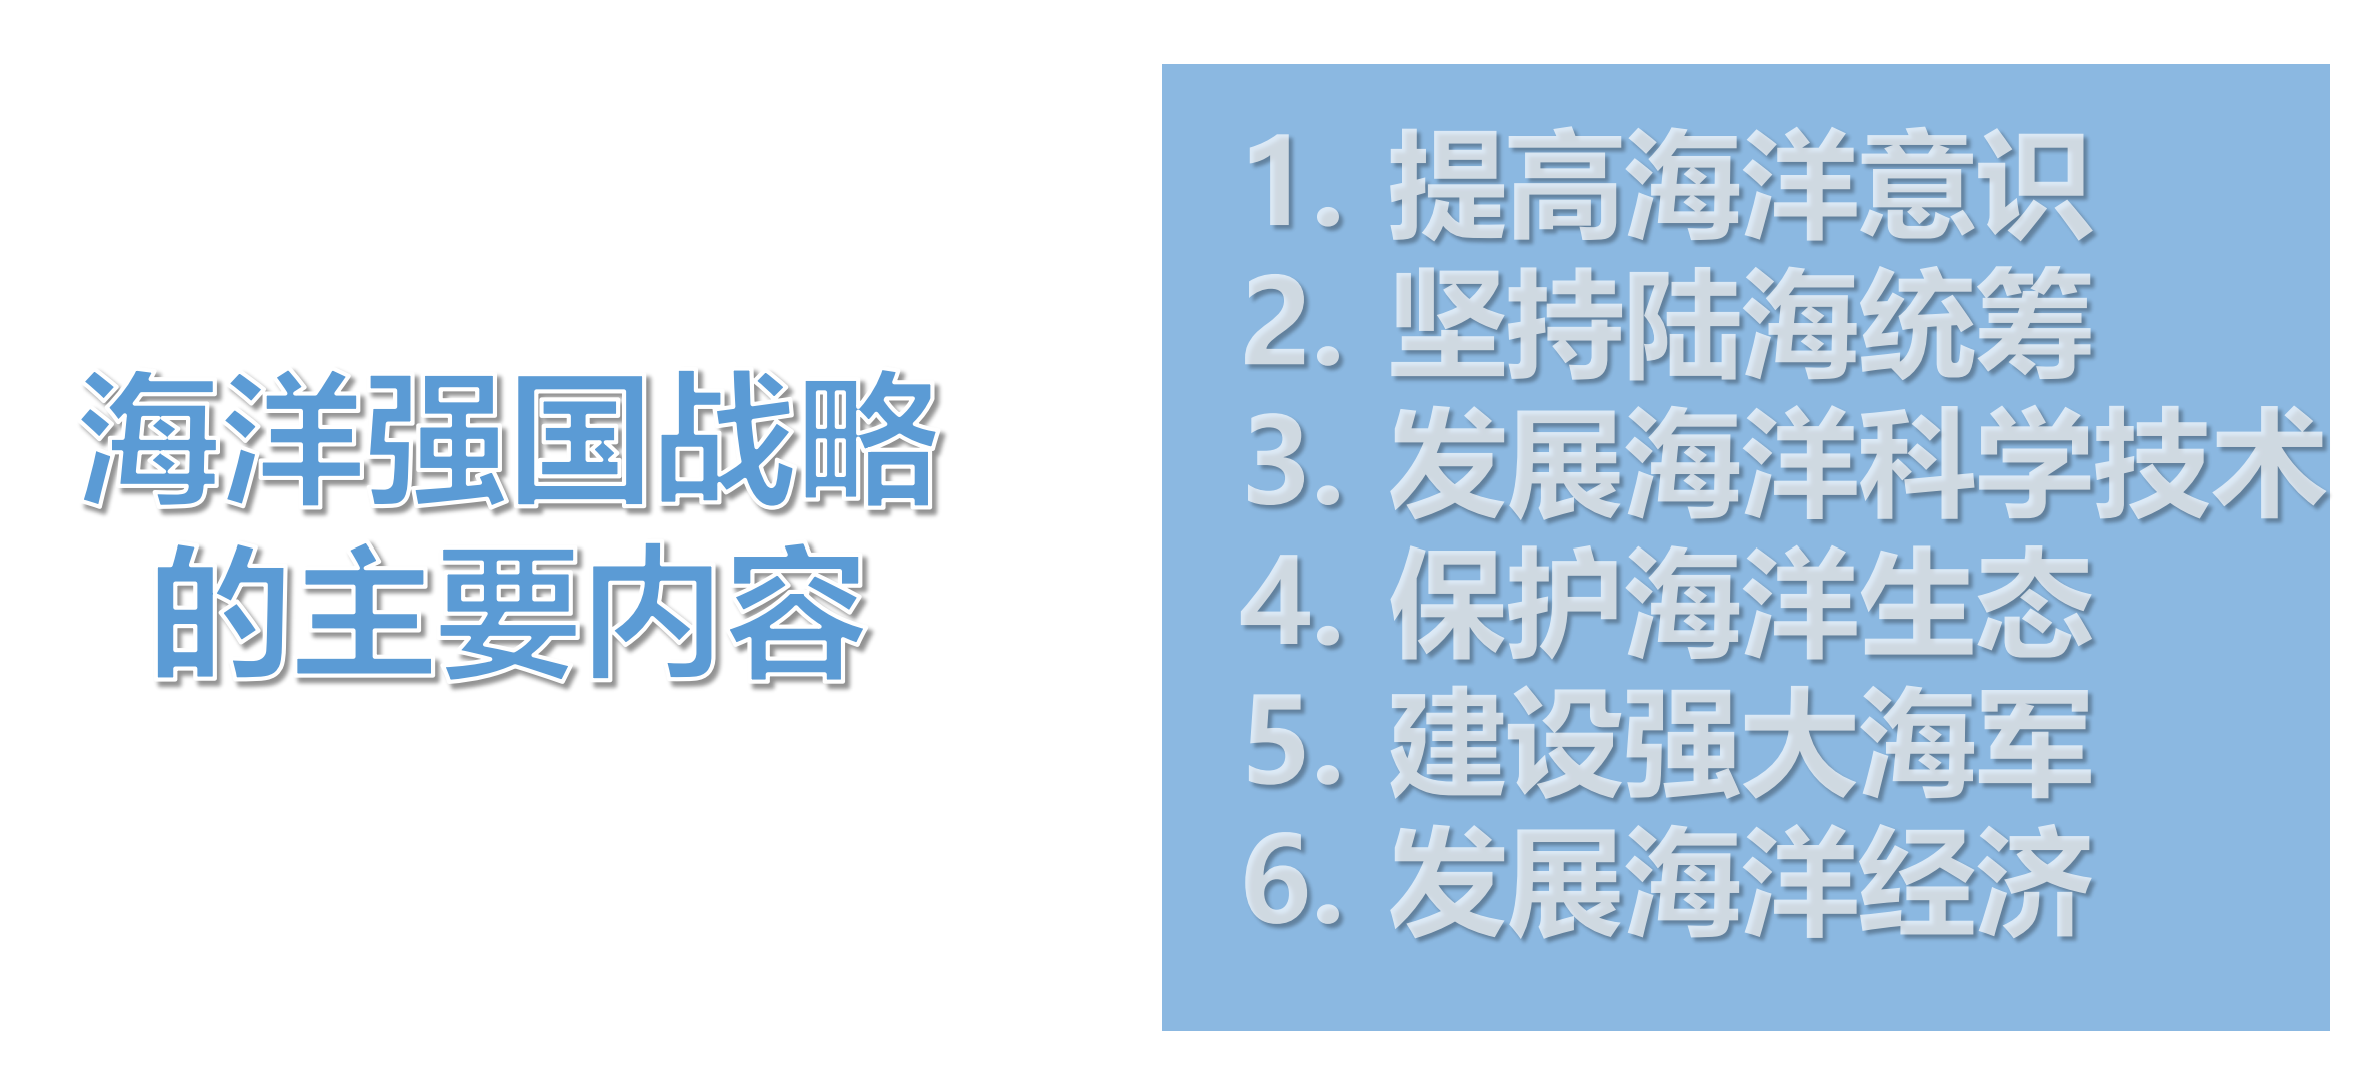 海洋强国战略
的主要内容
1. 提高海洋意识
2. 坚持陆海统筹
3. 发展海洋科学技术
4. 保护海洋生态
5. 建设强大海军
6. 发展海洋经济